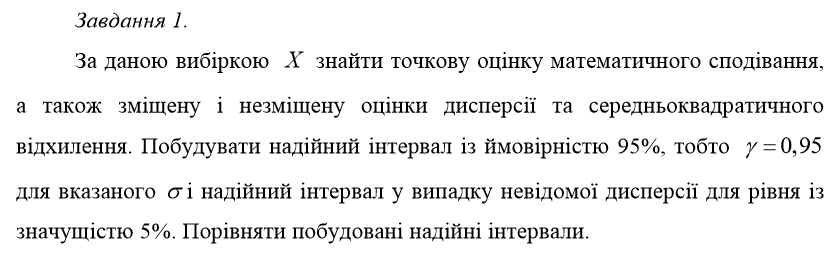 Завдання 1.
За даною вибіркою X знайти точкову оцінку математичного сподівання,
а також зміщену і незміщену оцінки дисперсії та середньоквадратичного
відхилення. Побудувати надійний інтервал із ймовірністю 95%, тобто γ = 0,95
для вказаного σ і надійний інтервал у випадку невідомої дисперсії для рівня із
значущістю 5%. Порівняти побудовані надійні інтервали.